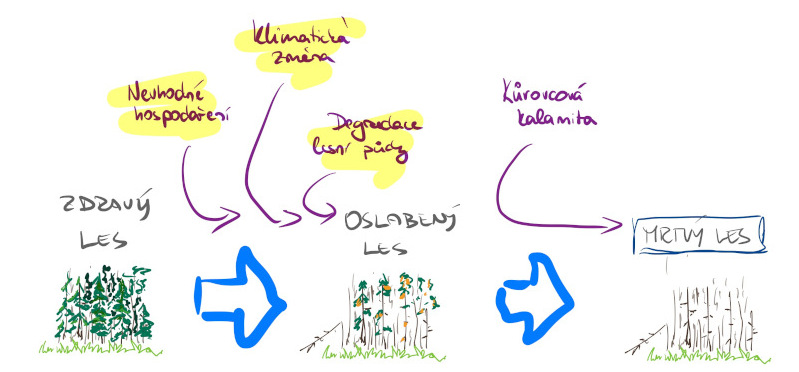 Klimatická
změna
Nevhodné
hospodaření
Degradace
lesní půdy
Kůrovcová
kalamita
ZDRAVÝ
LES
OSLABENÝ
LES
MRTVÝ LES